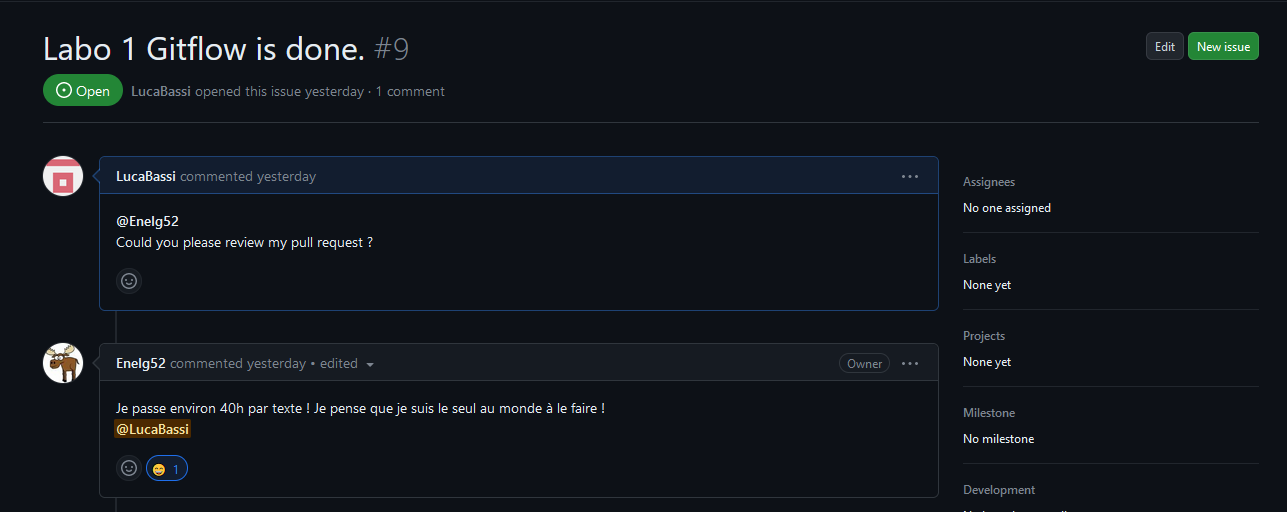 Labo 1 Gitflow is done. #9
Edit
New issue
Open
LucaBassi opened this issue yesterday · 1 comment
LucaBassi commented yesterday
@Enelg52
Could you please review my pull request ?
Enelg52 commented yesterday • edited
Owner
Je passe environ 40h par texte ! Je pense que je suis le seul au monde à le faire !
@LucaBassi
1
Assignees
No one assigned
Labels
None yet
Projects
None yet
Milestone
No milestone
Development